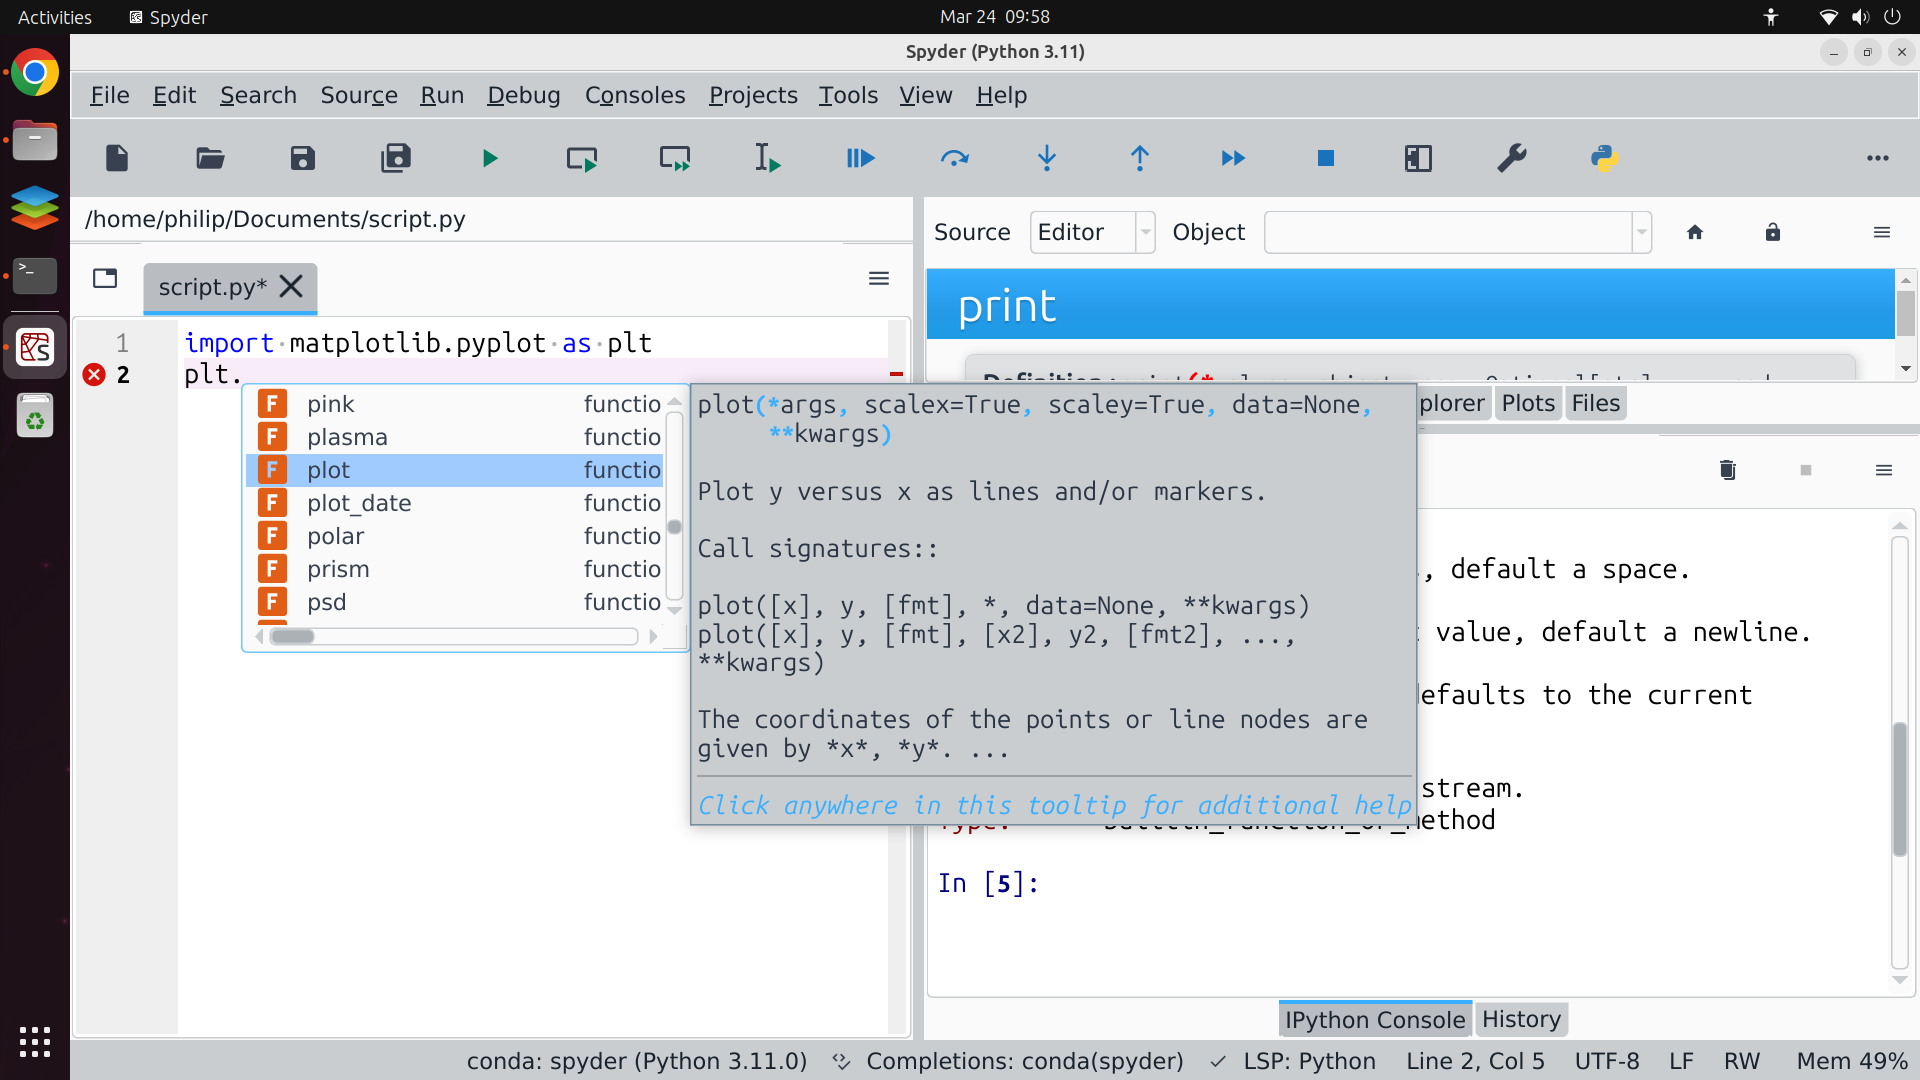 Activities
Spyder
Mar 24 09:58
Spyder (Python 3.11)
File Edit Search Source Run Debug Consoles Projects Tools View Help
/home/philip/Documents/script.py
script.py*
1 import matplotlib.pyplot as plt
2 plt.
F pink functio
F plasma functio
F plot functio
F plot_date functio
F polar functio
F prism functio
F psd functio
plot(*args, scalex=True, scaley=True, data=None,
**kwargs)
Plot y versus x as lines and/or markers.
Call signatures::
plot([x], y, [fmt], *, data=None, **kwargs)
plot([x], y, [fmt], [x2], y2, [fmt2], ...,
**kwargs)
The coordinates of the points or line nodes are
given by *x*, *y*. ...
Click anywhere in this tooltip for additional help
Source Editor Object
print
plorer Plots Files
, default a space.
value, default a newline.
efaults to the current
stream.
ethod
In [5]:
IPython Console History
conda: spyder (Python 3.11.0) Completions: conda(spyder) LSP: Python Line 2, Col 5 UTF-8 LF RW Mem 49%